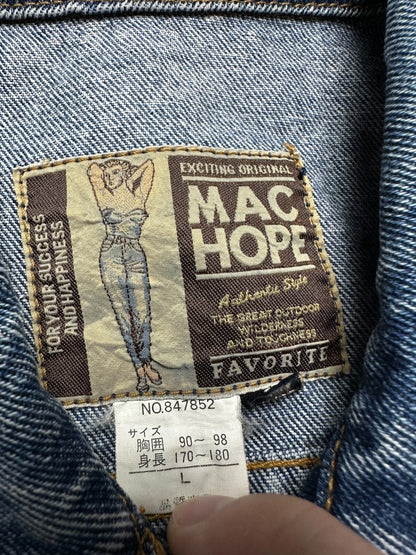 FOR YOUR SUCCESS
AND HAPPINESS
EXCITING ORIGINAL
MAC
HOPE
Authentic Style
THE GREAT OUTDOOR
WILDERNESS
AND TOUGHNESS
FAVORITE
NO.847852
サイズ
胸囲 90~ 98
身長 170~180
L